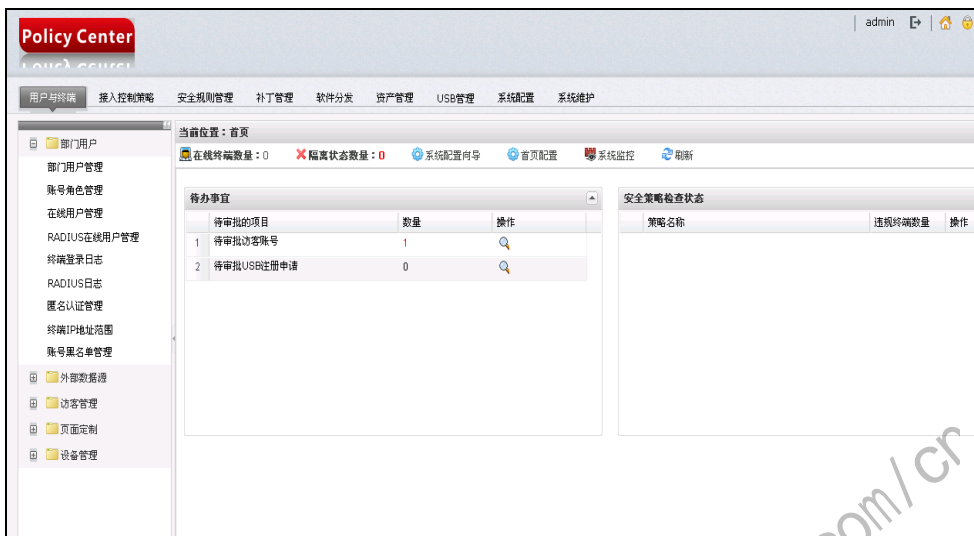 admin
Policy Center
用户与终端 接入控制策略 安全规则管理 补丁管理 软件分发 资产管理 USB管理 系统配置 系统维护
部门用户
部门用户管理
账号角色管理
在线用户管理
RADIUS在线用户管理
终端登录日志
RADIUS日志
匿名认证管理
终端IP地址范围
账号黑名单管理
外部数据源
访客管理
页面定制
设备管理
当前位置：首页
在线终端数量：0 隔离状态数量：0 系统配置向导 首页配置 系统监控 刷新
待办事宜
待审批的项目 数量 操作
1 待审批访客账号 1
2 待审批USB注册申请 0
安全策略检查状态
策略名称 违规终端数量 操作
om/cn